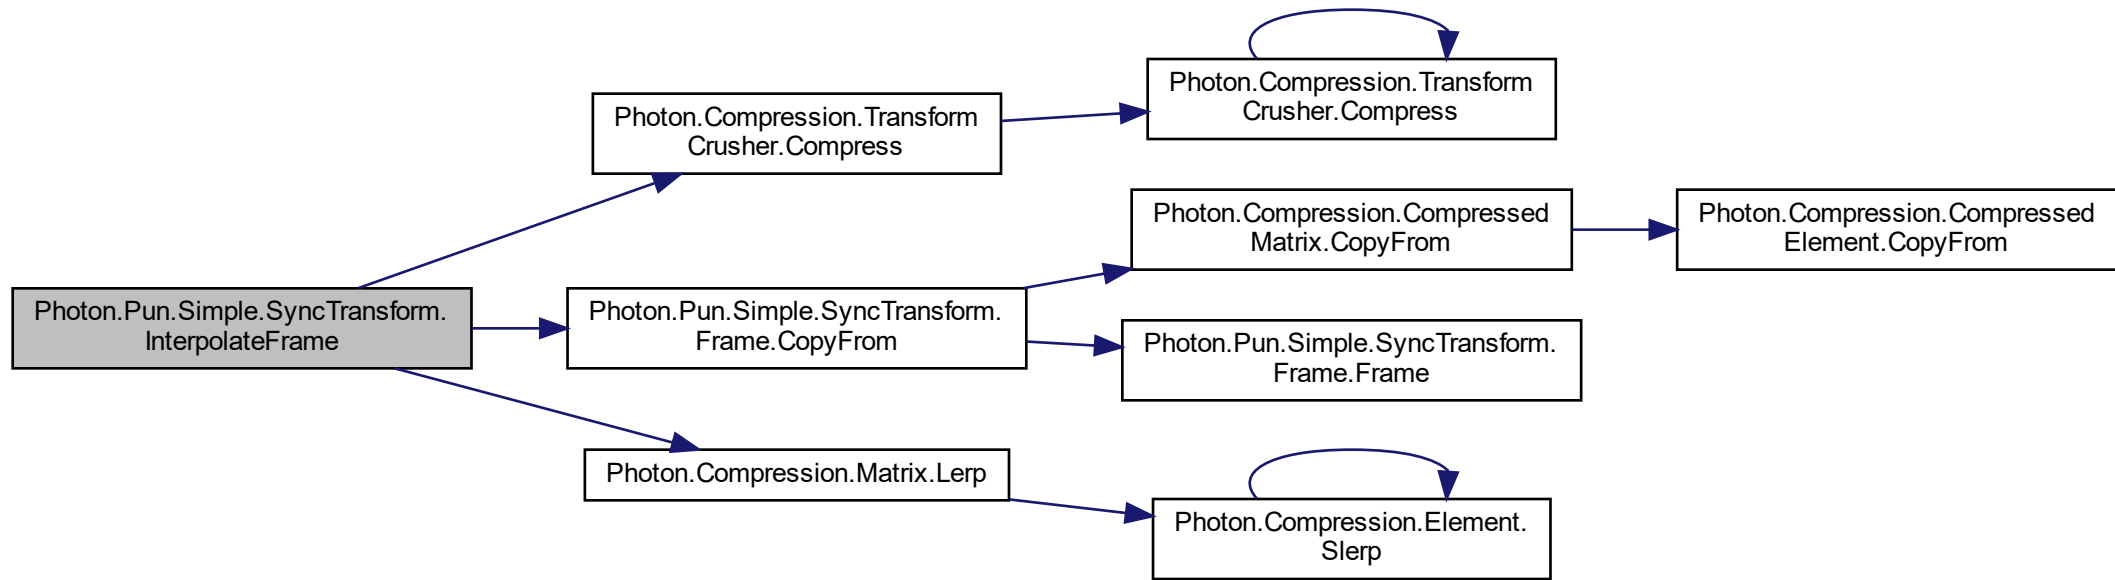 Photon.Pun.Simple.SyncTransform.
InterpolateFrame
Photon.Compression.Transform
Crusher.Compress
Photon.Compression.Transform
Crusher.Compress
Photon.Pun.Simple.SyncTransform.
Frame.CopyFrom
Photon.Compression.Compressed
Matrix.CopyFrom
Photon.Compression.Compressed
Element.CopyFrom
Photon.Pun.Simple.SyncTransform.
Frame.Frame
Photon.Compression.Matrix.Lerp
Photon.Compression.Element.
Slerp